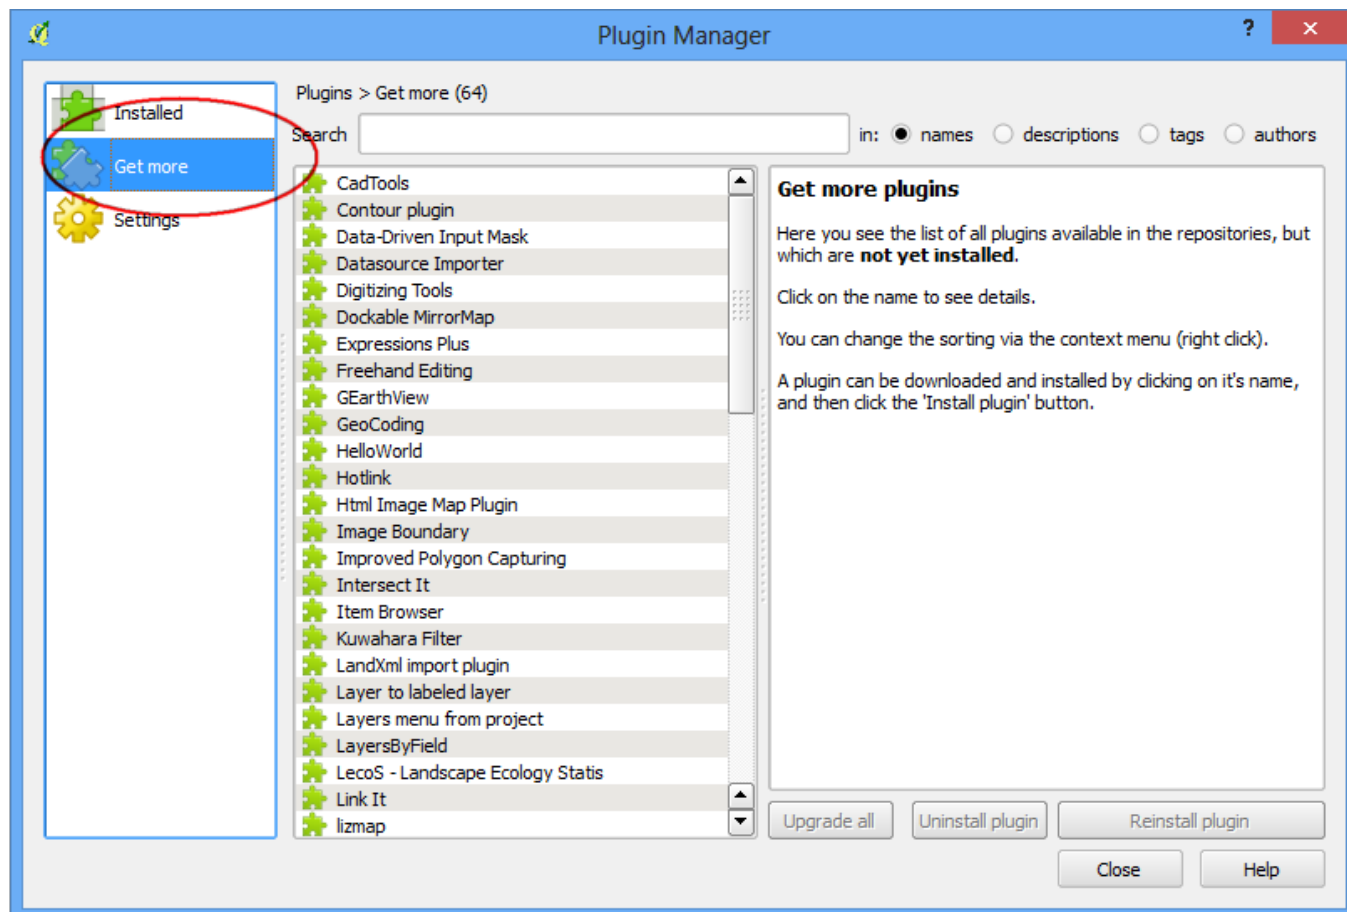 Plugin Manager
?
Installed
Get more
Settings
Plugins > Get more (64)
Search
in: names descriptions tags authors
CadTools
Contour plugin
Data-Driven Input Mask
Datasource Importer
Digitizing Tools
Dockable MirrorMap
Expressions Plus
Freehand Editing
GEarthView
GeoCoding
HelloWorld
Hotlink
Html Image Map Plugin
Image Boundary
Improved Polygon Capturing
Intersect It
Item Browser
Kuwahara Filter
LandXml import plugin
Layer to labeled layer
Layers menu from project
LayersByField
LecoS - Landscape Ecology Statis
Link It
lizmap
Get more plugins
Here you see the list of all plugins available in the repositories, but
which are not yet installed.
Click on the name to see details.
You can change the sorting via the context menu (right click).
A plugin can be downloaded and installed by clicking on it's name,
and then click the 'Install plugin' button.
Upgrade all Uninstall plugin Reinstall plugin
Close Help